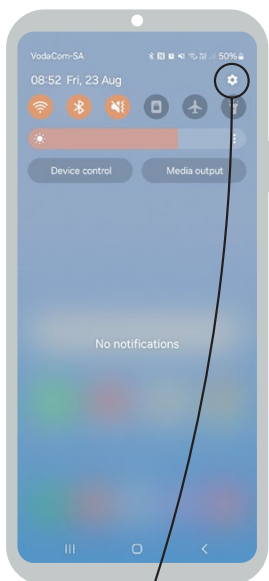 VodaCom-SA 50%
08:52 Fri, 23 Aug
Device control Media output
No notifications